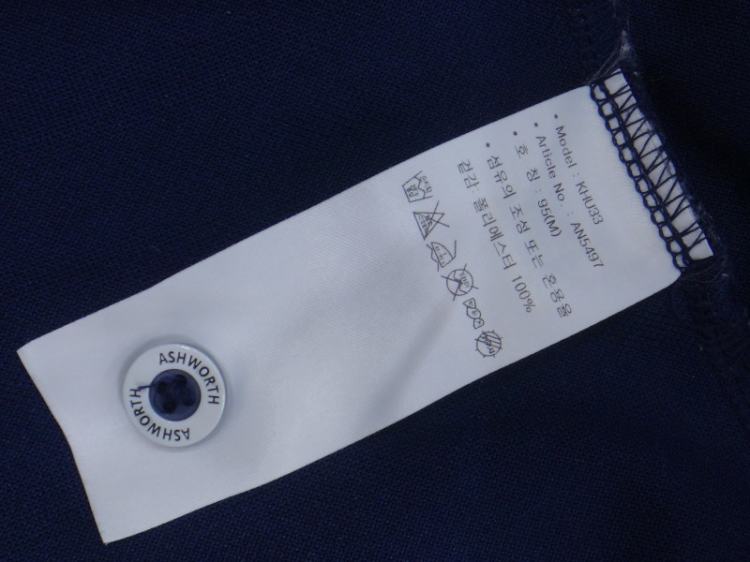 • Model : KHU33
• Article No. : AN5497
• 호 칭 : 95(M)
• 섬유의 조성 또는 혼용율
겉감: 폴리에스터 100%
ASHWORTH
ASHWORTH